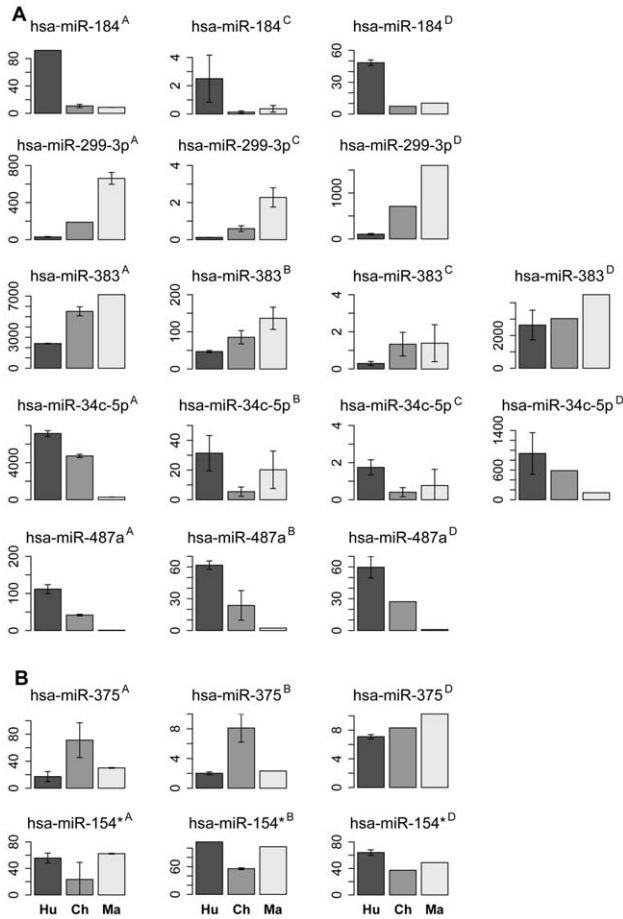 A
hsa-miR-184A hsa-miR-184C hsa-miR-184D
0 40 80 0 2 4 0 30 60
hsa-miR-299-3pA hsa-miR-299-3pC hsa-miR-299-3pD
0 400 800 0 2 4 0 1000
hsa-miR-383A hsa-miR-383B hsa-miR-383C hsa-miR-383D
0 3000 7000 0 100 200 0 2 4 0 2000
hsa-miR-34c-5pA hsa-miR-34c-5pB hsa-miR-34c-5pC hsa-miR-34c-5pD
0 4000 0 20 40 0 2 4 0 600 1400
hsa-miR-487aA hsa-miR-487aB hsa-miR-487aD
0 100 200 0 30 60 0 30 60
B
hsa-miR-375A hsa-miR-375B hsa-miR-375D
0 40 80 0 4 8 0 4 8
hsa-miR-154*A hsa-miR-154*B hsa-miR-154*D
0 40 80 0 60 0 40 80
Hu Ch Ma Hu Ch Ma Hu Ch Ma